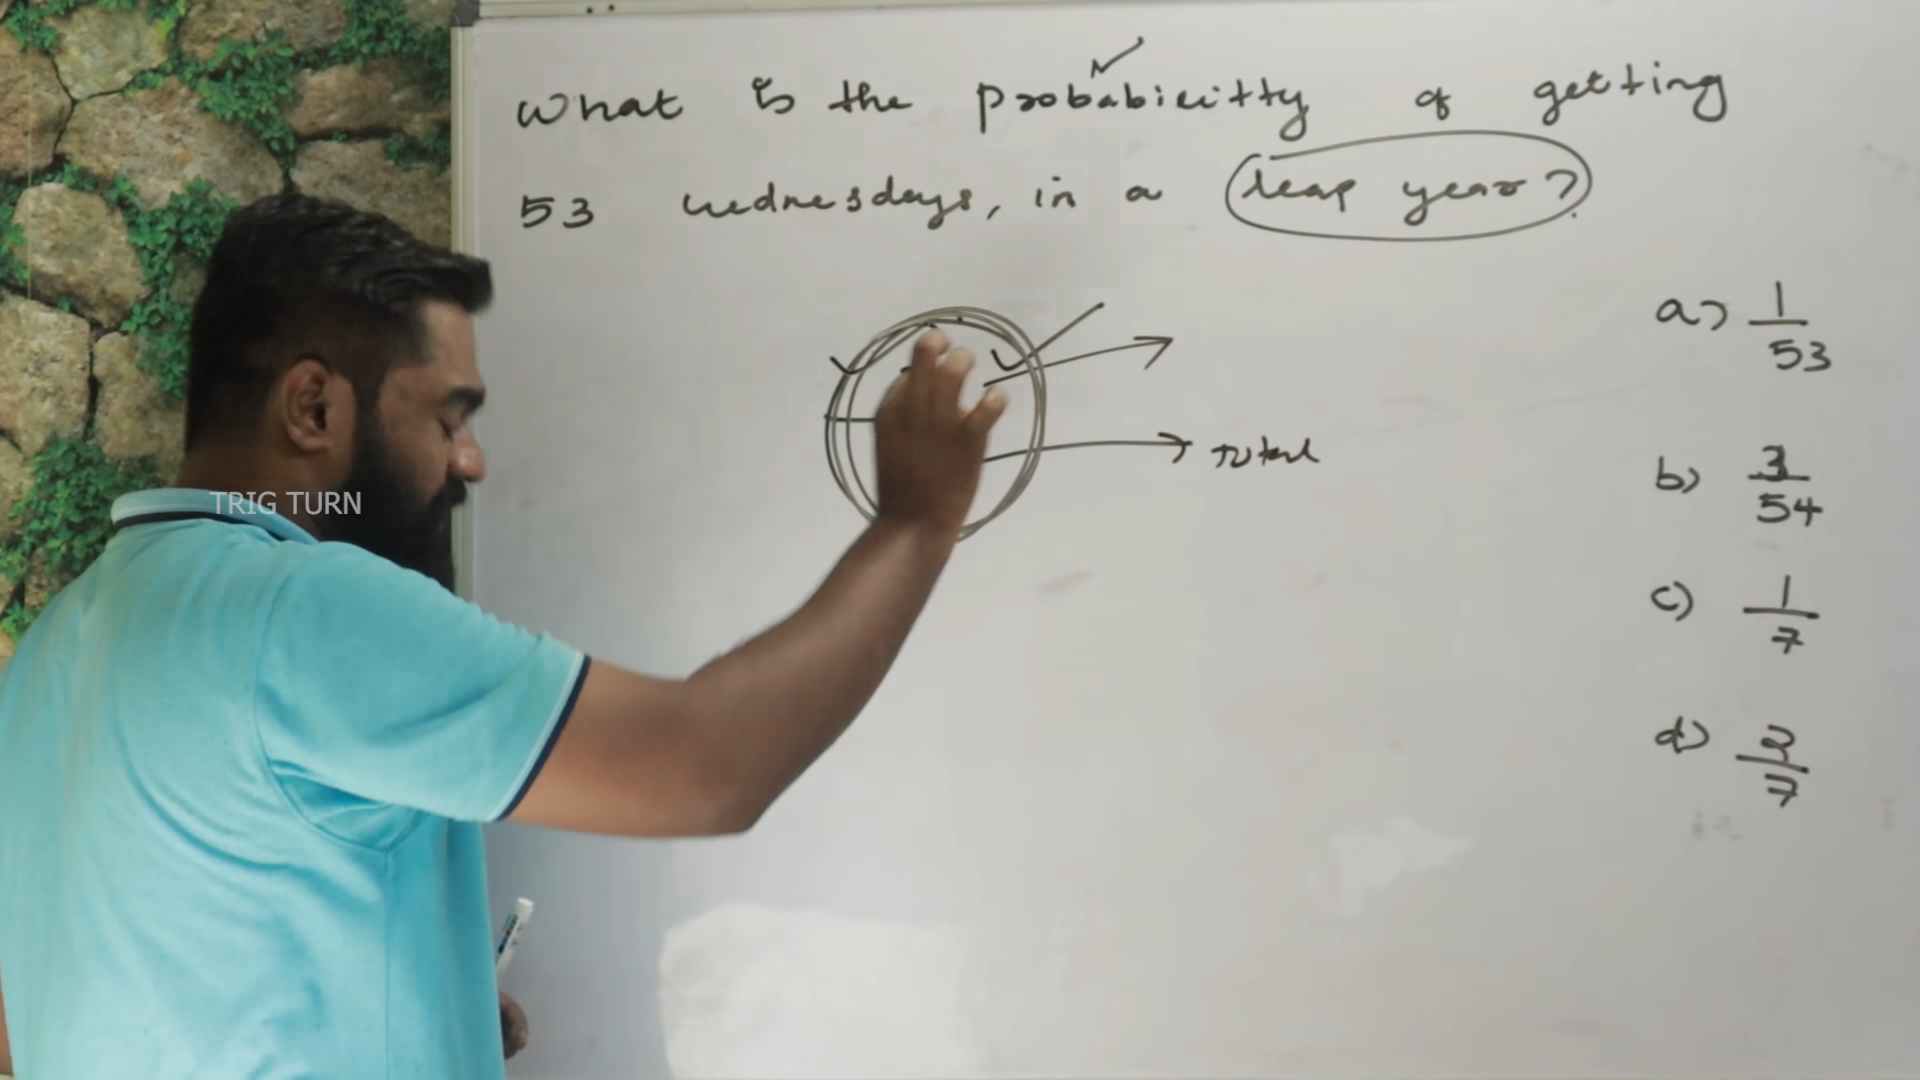 What is the probability of getting
53 wednesdays, in a leap year?
a) 1/53
total
b) 3/54
TRIG TURN
c) 1/7
d) 2/7